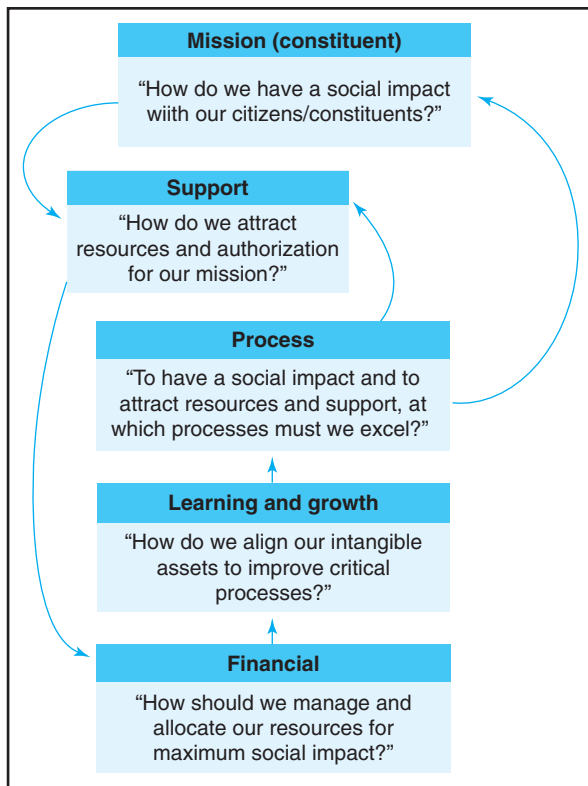 Mission (constituent)
“How do we have a social impact
wiith our citizens/constituents?”
Support
“How do we attract
resources and authorization
for our mission?”
Process
“To have a social impact and to
attract resources and support, at
which processes must we excel?”
Learning and growth
“How do we align our intangible
assets to improve critical
processes?”
Financial
“How should we manage and
allocate our resources for
maximum social impact?”